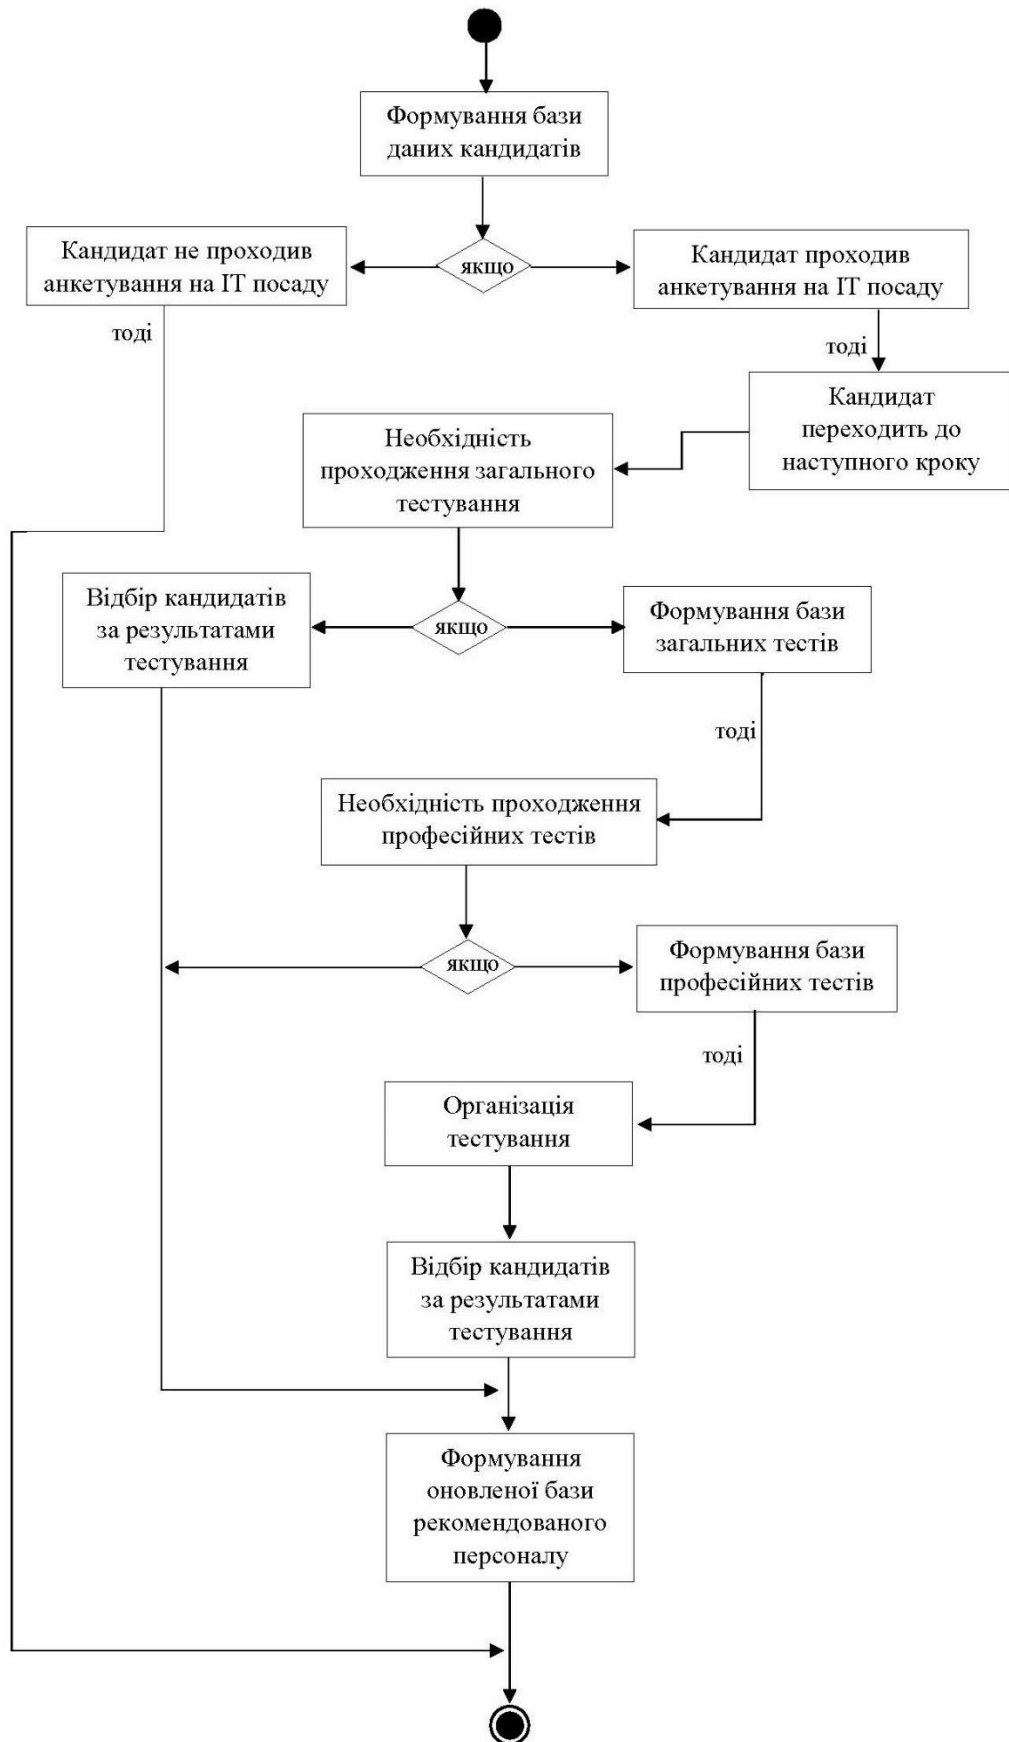 Формування бази
даних кандидатів
Кандидат не проходив
анкетування на ІТ посаду
якщо
Кандидат проходив
анкетування на ІТ посаду
тоді
тоді
Кандидат
переходить до
наступного кроку
Необхідність
проходження загального
тестування
Відбір кандидатів
за результатами
тестування
якщо
Формування бази
загальних тестів
тоді
Необхідність проходження
професійних тестів
якщо
Формування бази
професійних тестів
тоді
Організація
тестування
Відбір кандидатів
за результатами
тестування
Формування
оновленої бази
рекомендованого
персоналу